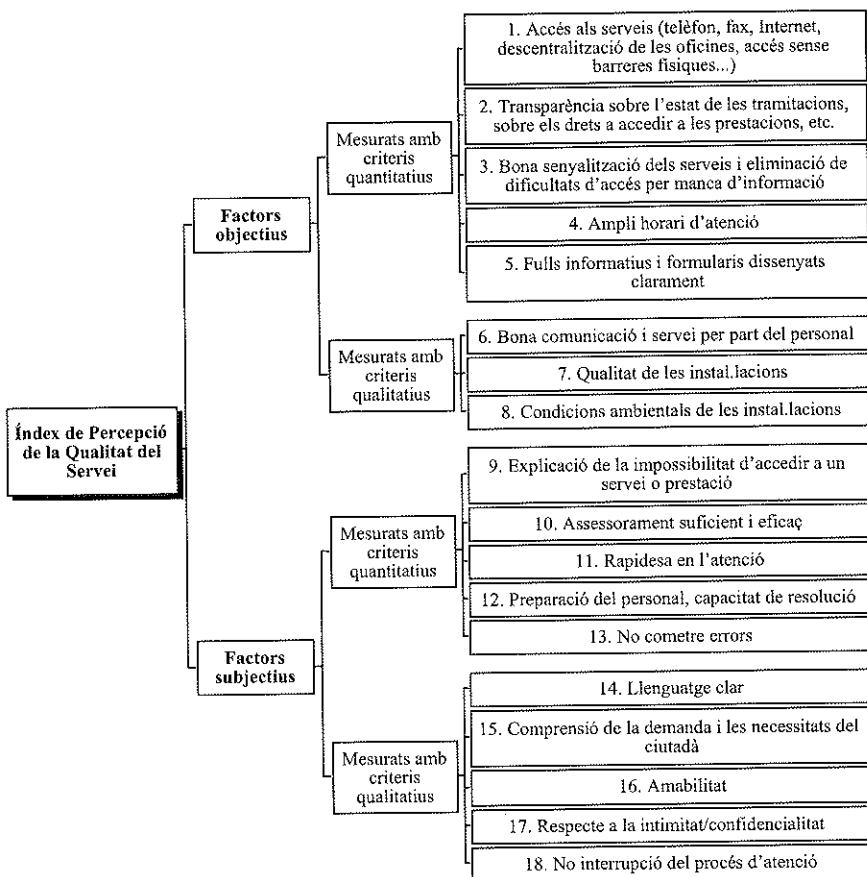 Índex de Percepció
de la Qualitat del
Servei
Factors
objectius
Mesurats amb
criteris
quantitatius
1. Accés als serveis (telèfon, fax, Internet,
descentralització de les oficines, accés sense
barreres físiques...)
2. Transparència sobre l'estat de les tramitacions,
sobre els drets a accedir a les prestacions, etc.
3. Bona senyalització dels serveis i eliminació de
dificultats d'accés per manca d'informació
4. Ampli horari d'atenció
5. Fulls informatius i formularis dissenyats
clarament
Mesurats amb
criteris
qualitatius
6. Bona comunicació i servei per part del personal
7. Qualitat de les instal.lacions
8. Condicions ambientals de les instal.lacions
Factors
subjectius
Mesurats amb
criteris
quantitatius
9. Explicació de la impossibilitat d'accedir a un
servei o prestació
10. Assessorament suficient i eficaç
11. Rapidesa en l'atenció
12. Preparació del personal, capacitat de resolució
13. No cometre errors
Mesurats amb
criteris
qualitatius
14. Llenguatge clar
15. Comprensió de la demanda i les necessitats del
ciutadà
16. Amabilitat
17. Respecte a la intimitat/confidencialitat
18. No interrupció del procés d'atenció